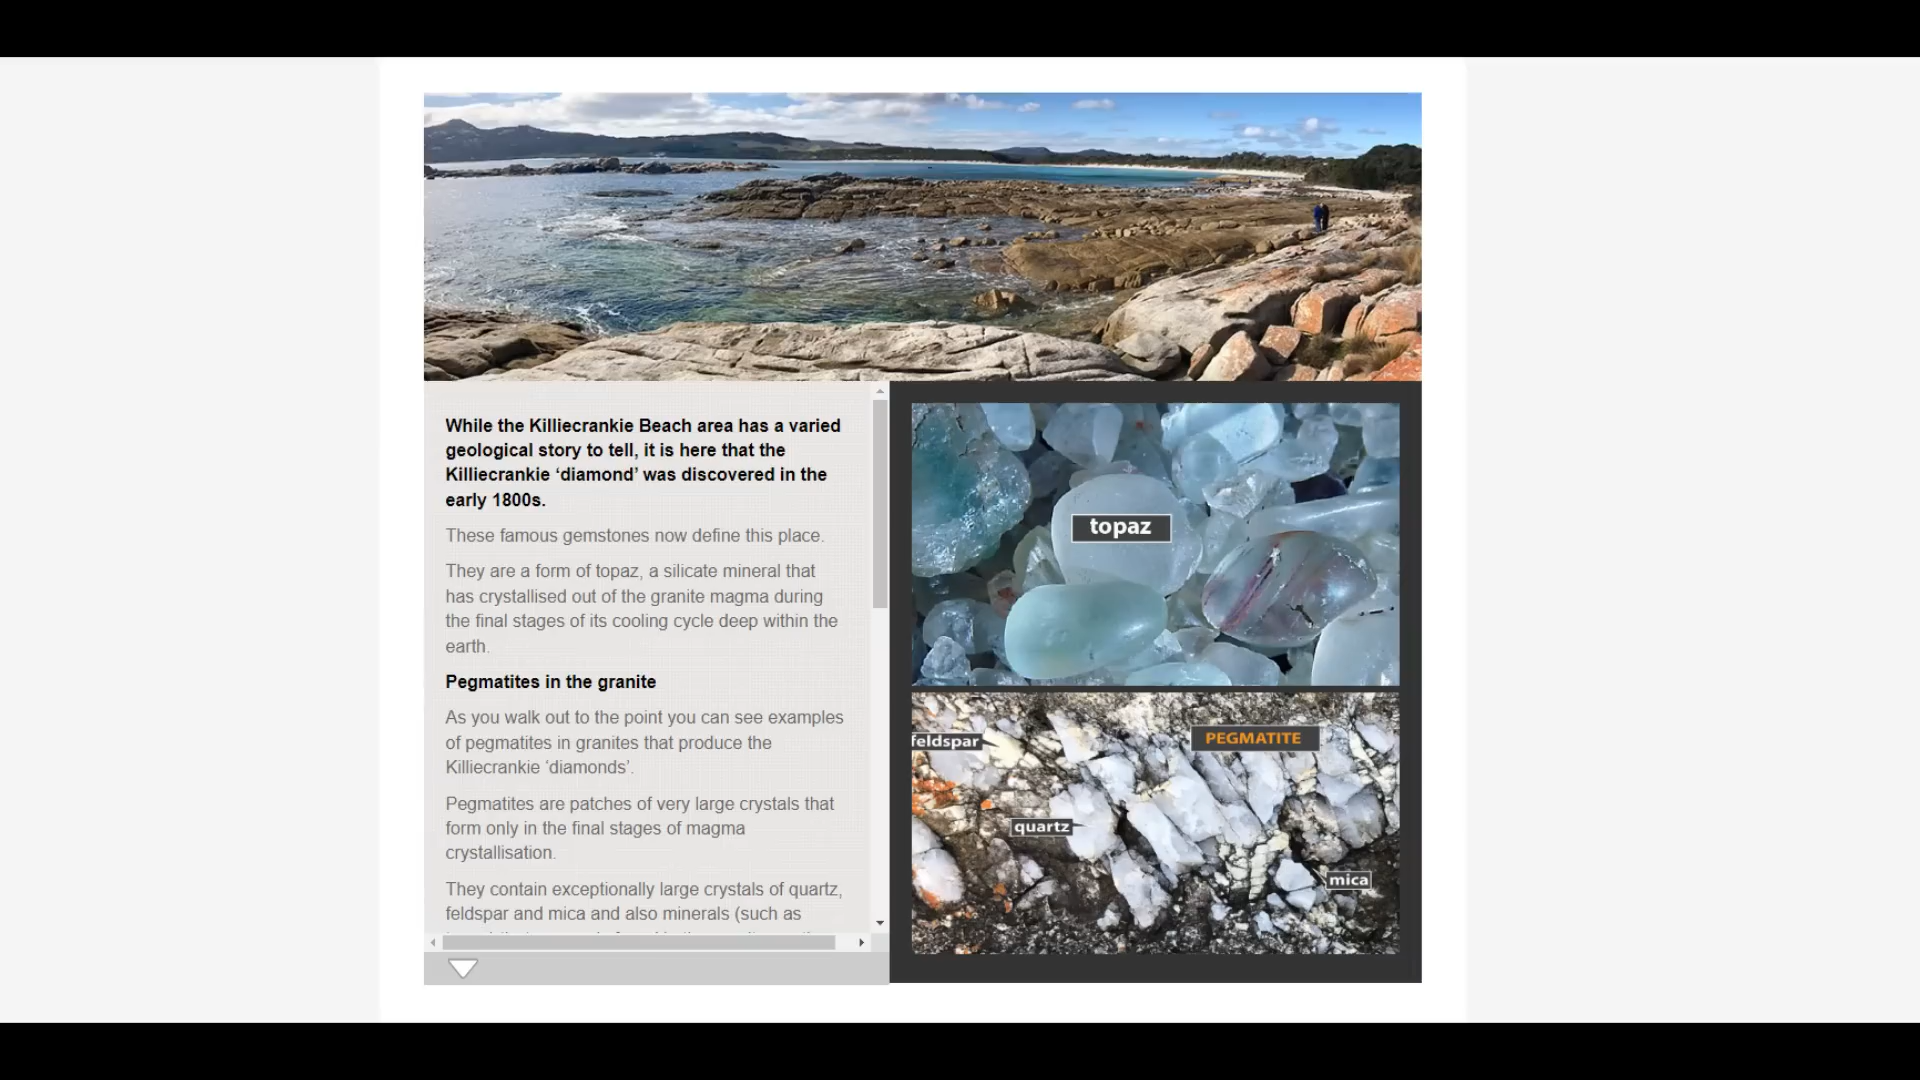 While the Killiecrankie Beach area has a varied
geological story to tell, it is here that the
Killiecrankie ‘diamond’ was discovered in the
early 1800s.
These famous gemstones now define this place.
They are a form of topaz, a silicate mineral that
has crystallised out of the granite magma during
the final stages of its cooling cycle deep within the
earth.
Pegmatites in the granite
As you walk out to the point you can see examples
of pegmatites in granites that produce the
Killiecrankie ‘diamonds’.
Pegmatites are patches of very large crystals that
form only in the final stages of magma
crystallisation.
They contain exceptionally large crystals of quartz,
feldspar and mica and also minerals (such as
topaz
feldspar
PEGMATITE
quartz
mica